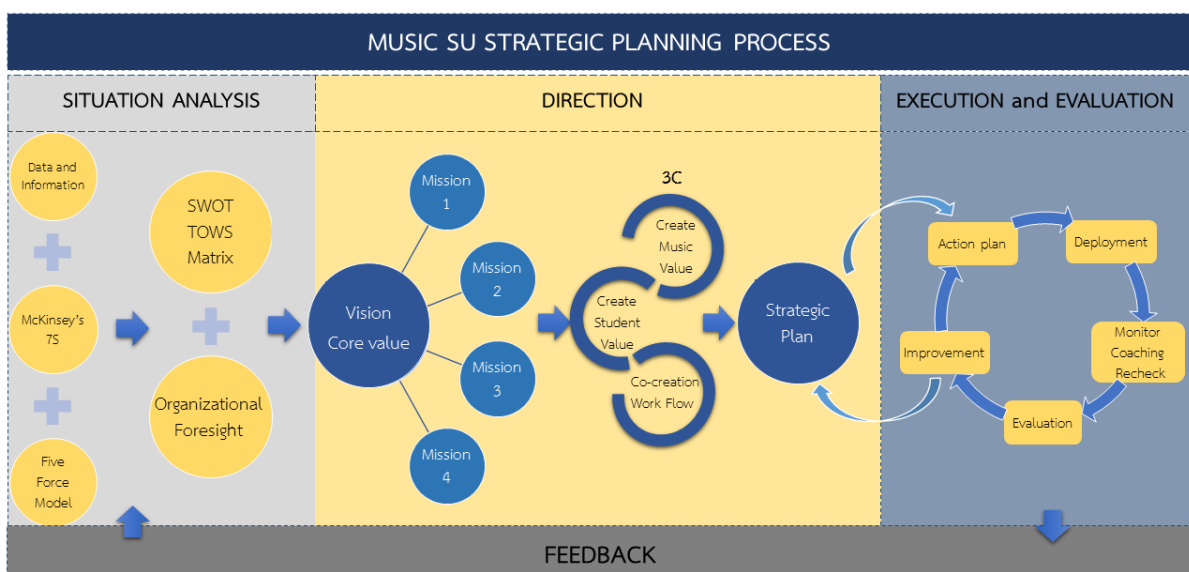 MUSIC SU STRATEGIC PLANNING PROCESS
SITUATION ANALYSIS
Data and
Information
McKinsey's
7S
Five
Force
Model
SWOT
TOWS
Matrix
Organizational
Foresight
DIRECTION
Vision
Core value
Mission
1
Mission
2
Mission
3
Mission
4
3C
Create
Music
Value
Create
Student
Value
Co-creation
Work Flow
Strategic
Plan
EXECUTION and EVALUATION
Action plan
Deployment
Monitor
Coaching
Recheck
Evaluation
Improvement
FEEDBACK